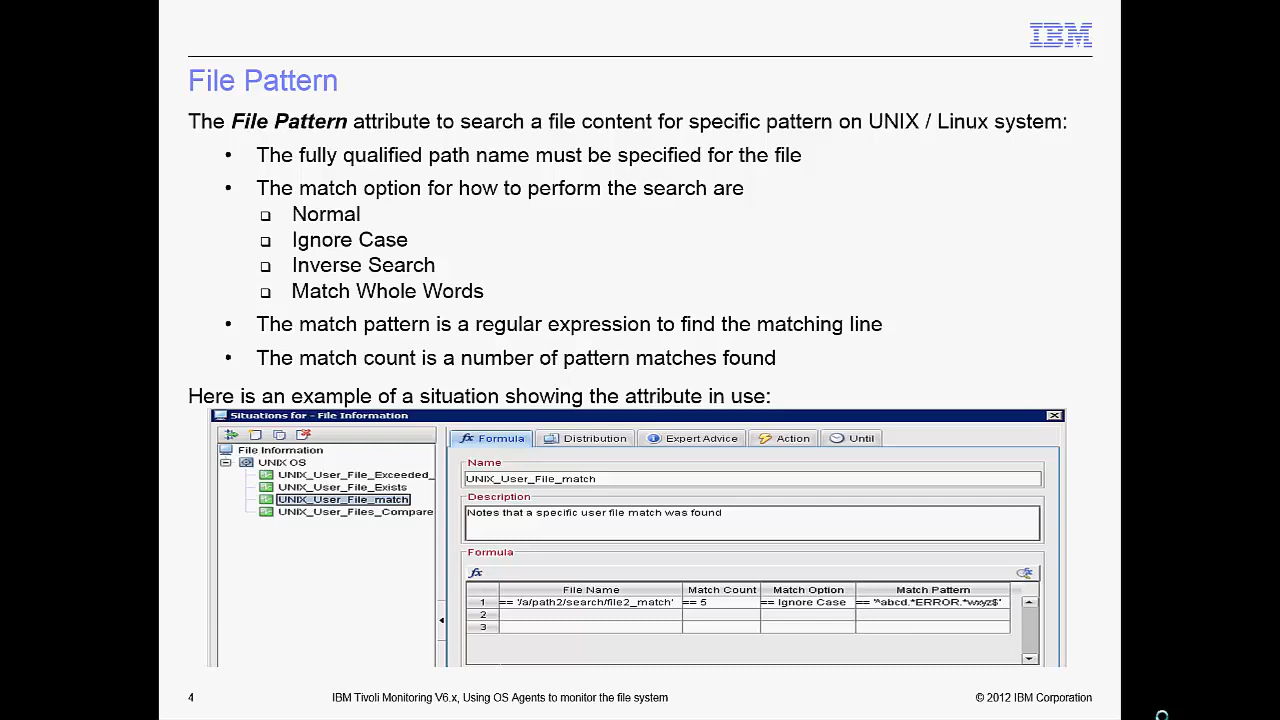 IBM
File Pattern
The File Pattern attribute to search a file content for specific pattern on UNIX / Linux system:
• The fully qualified path name must be specified for the file
• The match option for how to perform the search are
❑ Normal
❑ Ignore Case
❑ Inverse Search
❑ Match Whole Words
• The match pattern is a regular expression to find the matching line
• The match count is a number of pattern matches found
Here is an example of a situation showing the attribute in use:
Situations for - File Information
File Information
UNIX OS
UNIX_User_File_Exceeded_
UNIX_User_File_Exists
UNIX_User_File_match
UNIX_User_Files_Compare
fx Formula Distribution Expert Advice Action Until
Name
UNIX_User_File_match
Description
Notes that a specific user file match was found
Formula
fx
File Name Match Count Match Option Match Pattern
1 == '/a/path2/search/file2_match' == 5 == Ignore Case == '^abcd.*ERROR.*wxyz$'
2
3
4 IBM Tivoli Monitoring V6.x, Using OS Agents to monitor the file system © 2012 IBM Corporation